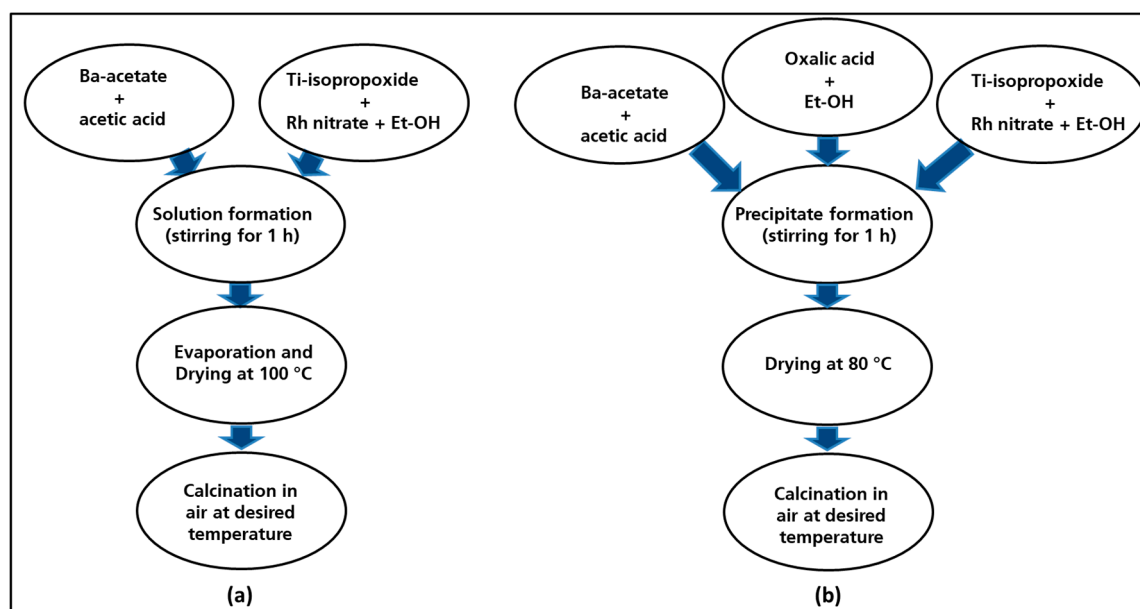 Ba-acetate
+
acetic acid
Ti-isopropoxide
+
Rh nitrate + Et-OH
Solution formation
(stirring for 1 h)
Evaporation and
Drying at 100 °C
Calcination in
air at desired
temperature
(a)
Ba-acetate
+
acetic acid
Oxalic acid
+
Et-OH
Ti-isopropoxide
+
Rh nitrate + Et-OH
Precipitate formation
(stirring for 1 h)
Drying at 80 °C
Calcination in
air at desired
temperature
(b)